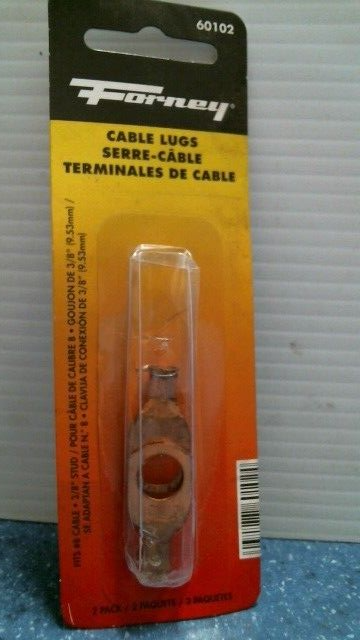 60102
Forney
CABLE LUGS
SERRE-CÂBLE
TERMINALES DE CABLE
FITS #8 CABLE • 3/8" STUD / POUR CÂBLE DE CALIBRE 8 • GOUJON DE 3/8" (9.53mm) /
SE ADAPTAN A CABLE N.° 8 • CLAVIJA DE CONEXIÓN DE 3/8" (9.53mm)
2 PACK / 2 PAQUETS / 2 PAQUETES